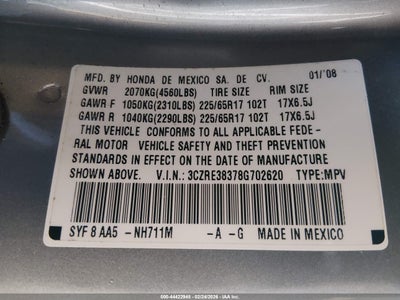 MFD. BY HONDA DE MEXICO SA. DE CV. 01/'08
GVWR 2070KG(4560LBS) TIRE SIZE RIM SIZE
GAWR F 1050KG(2310LBS) 225/65R17 102T 17X6.5J
GAWR R 1040KG(2290LBS) 225/65R17 102T 17X6.5J
THIS VEHICLE CONFORMS TO ALL APPLICABLE FEDE-
RAL MOTOR VEHICLE SAFETY AND THEFT PREVENTION
STANDARDS IN EFFECT ON THE DATE OF MANUFACTURE
SHOWN ABOVE. V.I.N.: 3CZRE38378G702620 TYPE:MPV
SYF 8 AA5 -NH711M -A -G MADE IN MEXICO
600-44422945 - 02/24/2026 - IAA Inc.